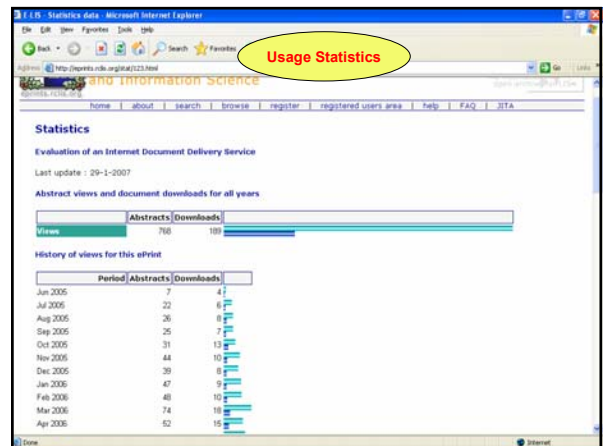 E-LIS - Statistics data - Microsoft Internet Explorer
File Edit View Favorites Tools Help
Back Search Favorites
Usage Statistics
Address http://eprints.rclis.org/stat/123.html Go Links
and Information Science
eprints.rclis.org
home | about | search | browse | register | registered users area | help | FAQ | JITA
Statistics
Evaluation of an Internet Document Delivery Service
Last update : 29-1-2007
Abstract views and document downloads for all years
Abstracts Downloads
Views 768 189
History of views for this ePrint
Period Abstracts Downloads
Jun 2005 7 4
Jul 2005 22 6
Aug 2005 26 8
Sep 2005 25 7
Oct 2005 31 13
Nov 2005 44 10
Dec 2005 39 8
Jan 2006 47 9
Feb 2006 48 10
Mar 2006 74 18
Apr 2006 52 15
Done Internet